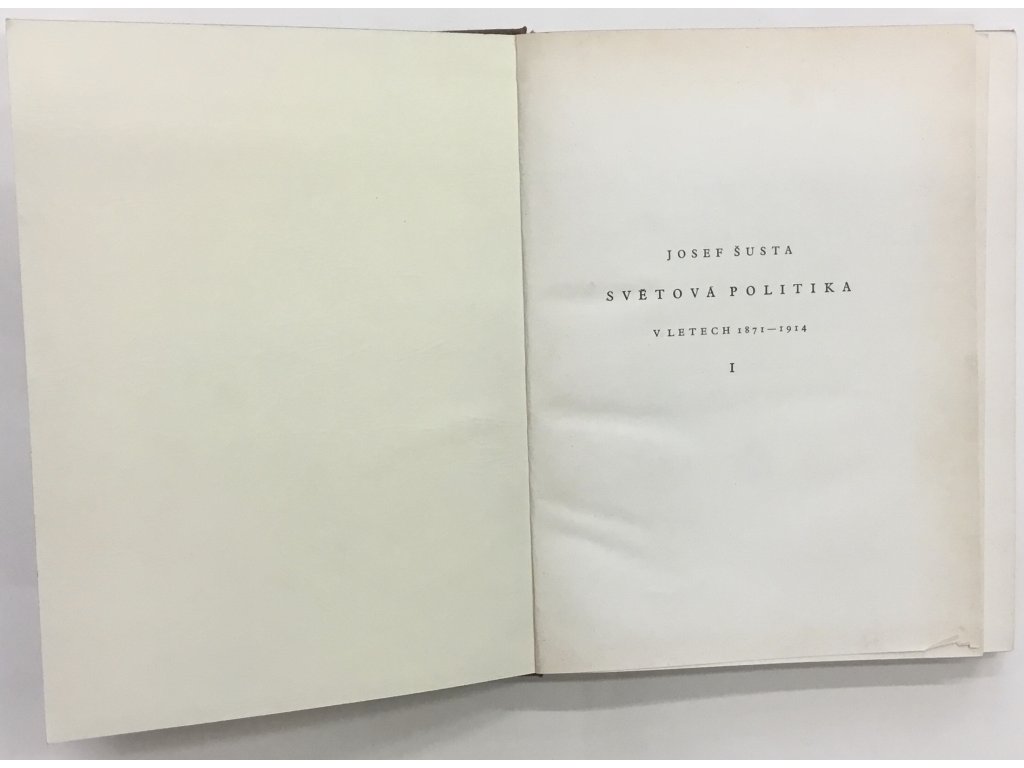 JOSEF ŠUSTA
SVĚTOVÁ POLITIKA
V LETECH 1871—1914
I